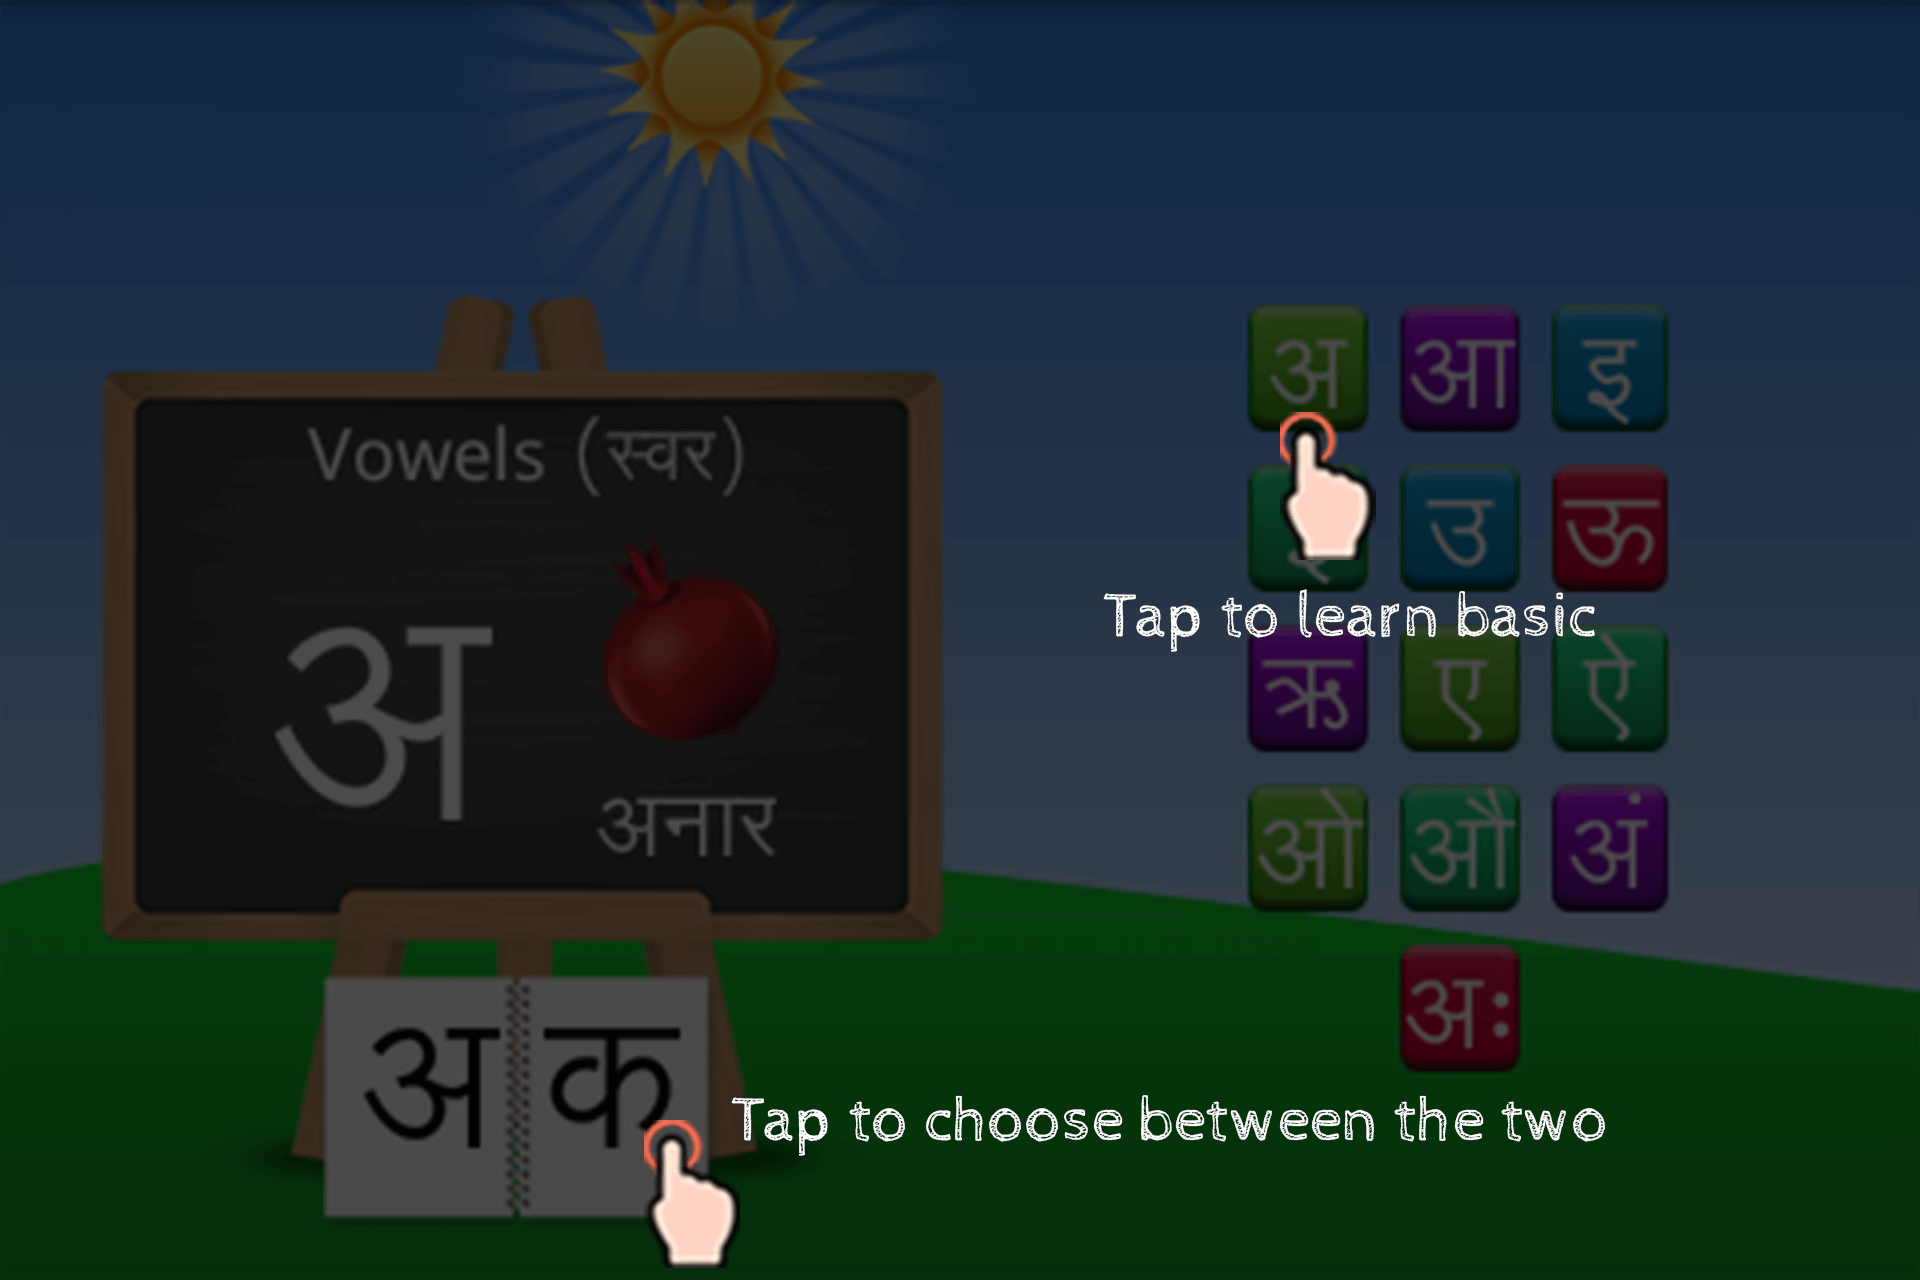 Vowels (स्वर)
अ
अनार
अ क
अ आ इ
उ ऊ
Tap to learn basic
ऋ ए ऐ
ओ औ अं
अः
Tap to choose between the two